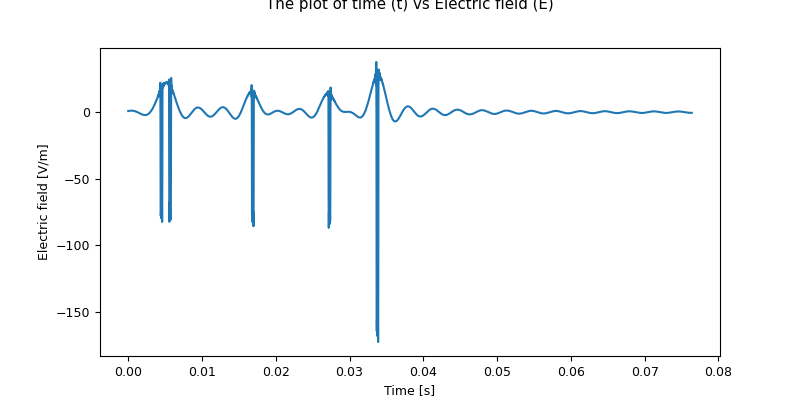 The plot of time (t) vs Electric field (E)
Electric field [V/m]
0
−50
−100
−150
0.00 0.01 0.02 0.03 0.04 0.05 0.06 0.07 0.08
Time [s]